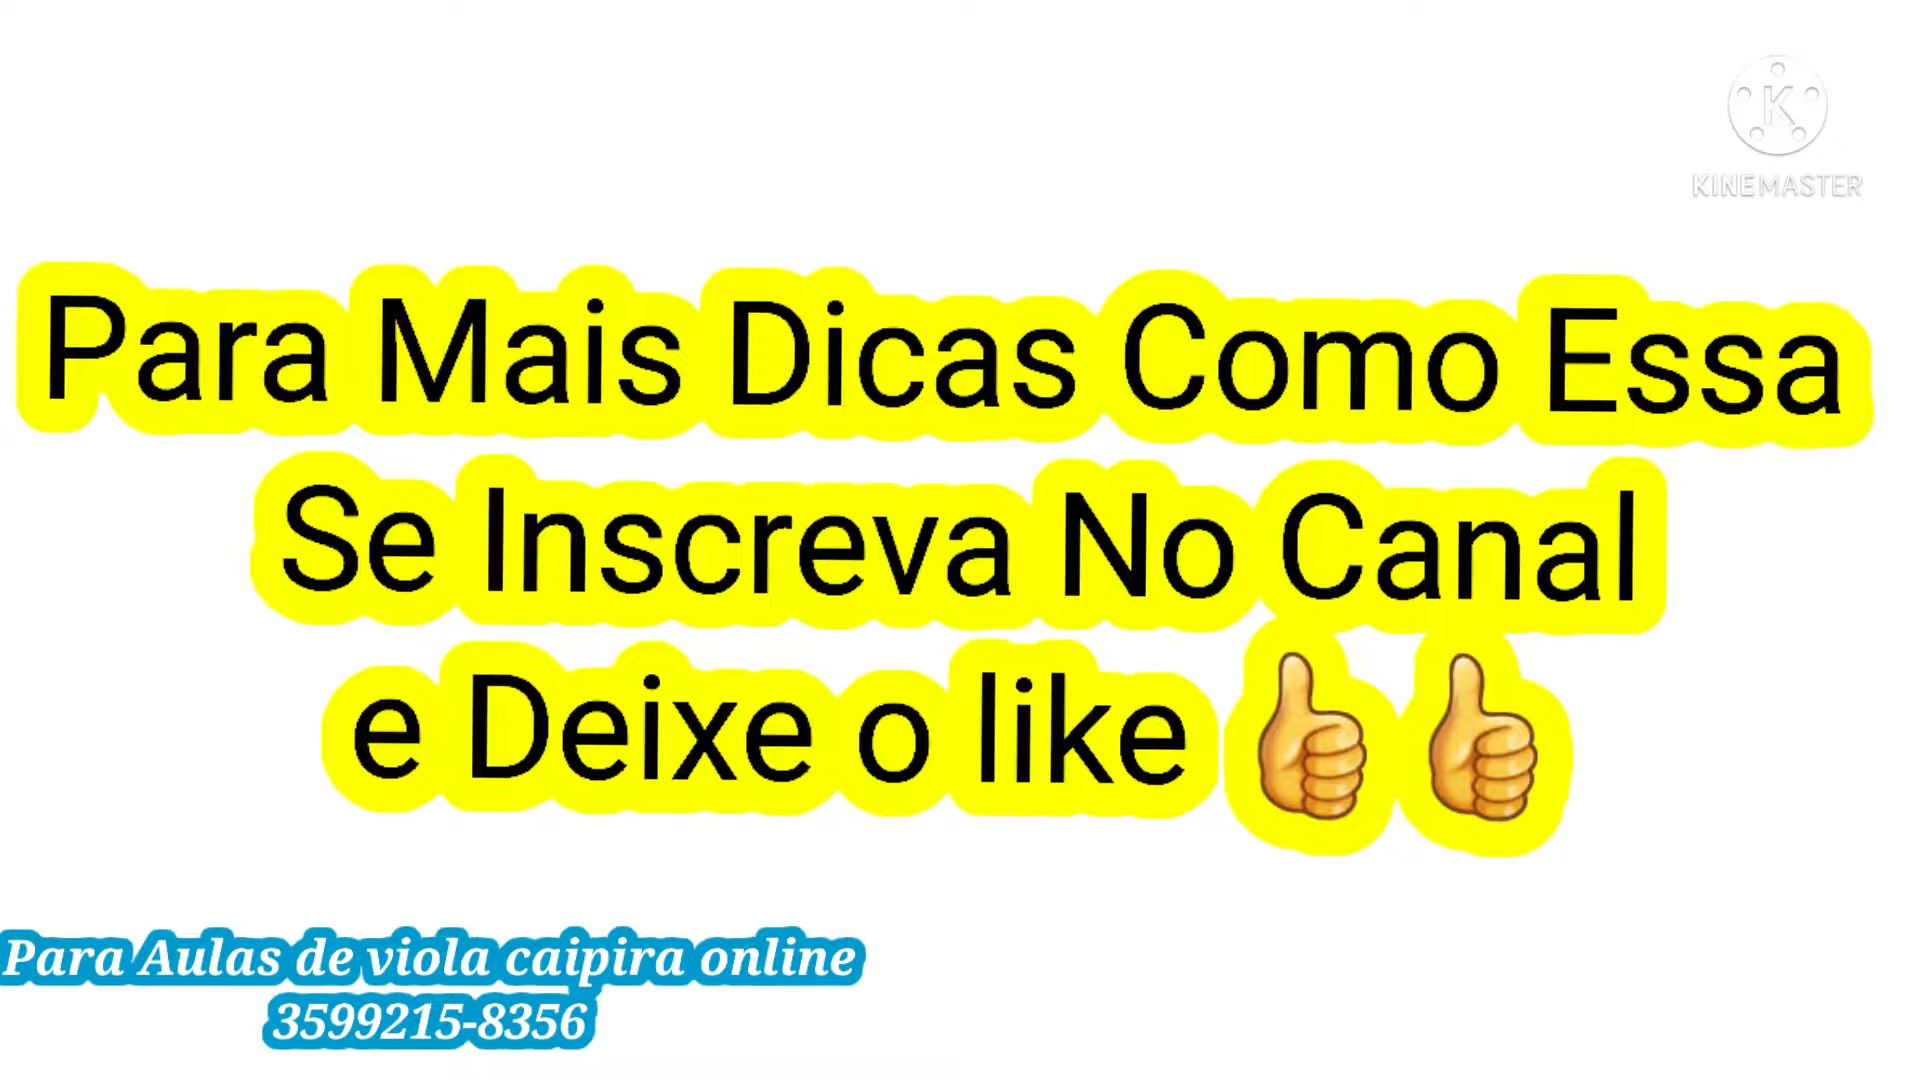 KINEMASTER
Para Mais Dicas Como Essa
Se Inscreva No Canal
e Deixe o like 👍👍
Para Aulas de viola caipira online
3599215-8356